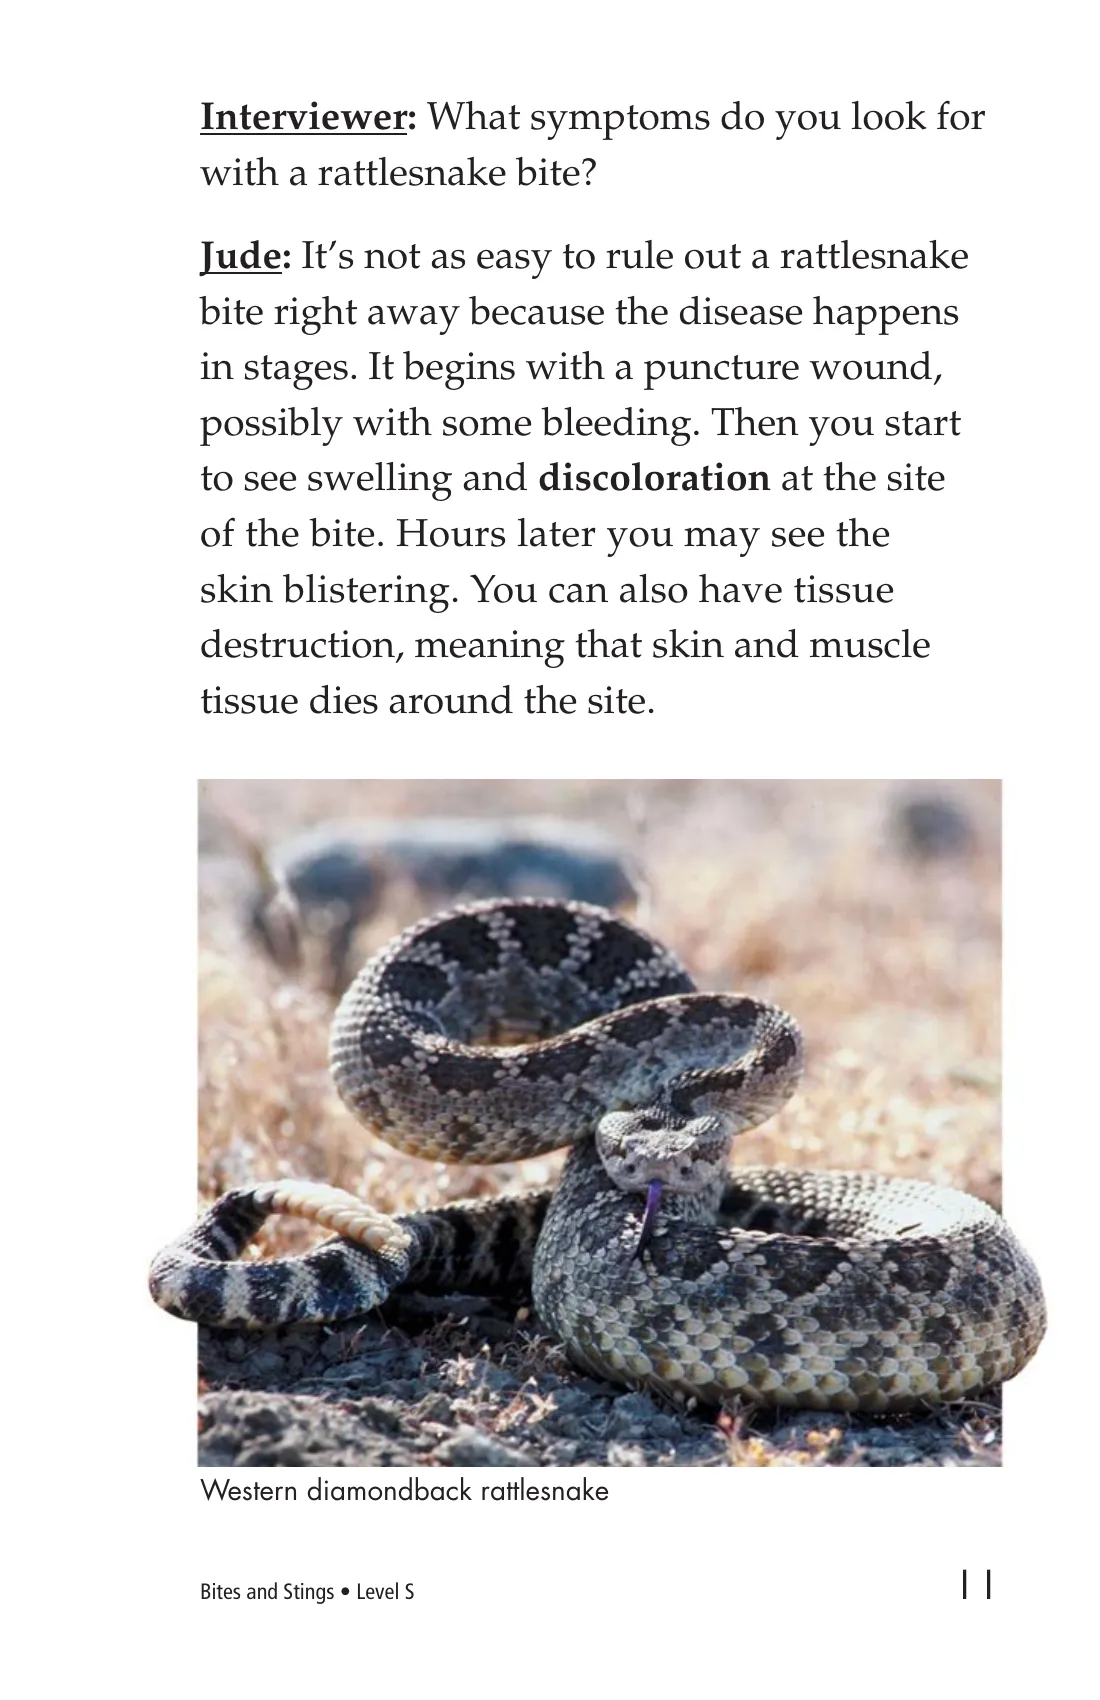 Interviewer: What symptoms do you look for
with a rattlesnake bite?
Jude: It’s not as easy to rule out a rattlesnake
bite right away because the disease happens
in stages. It begins with a puncture wound,
possibly with some bleeding. Then you start
to see swelling and discoloration at the site
of the bite. Hours later you may see the
skin blistering. You can also have tissue
destruction, meaning that skin and muscle
tissue dies around the site.
Western diamondback rattlesnake
Bites and Stings • Level S
11